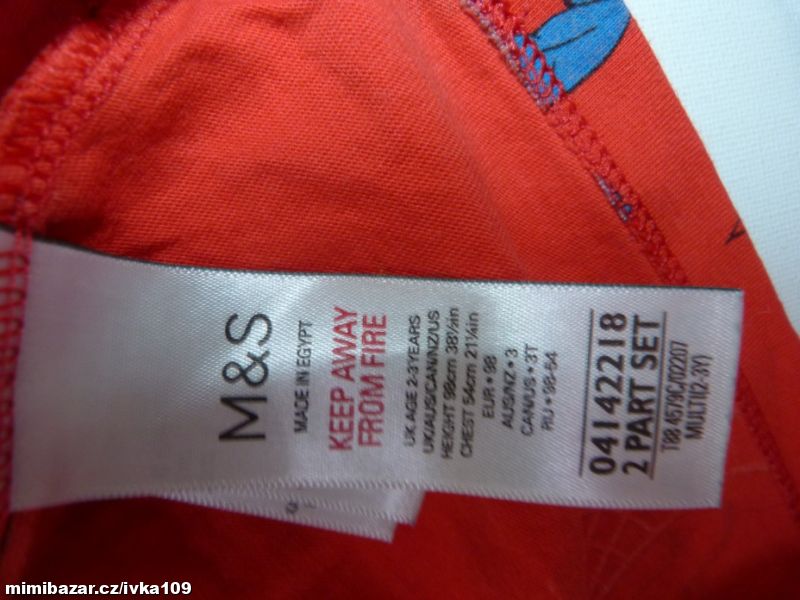 M&S
MADE IN EGYPT
KEEP AWAY
FROM FIRE
UK AGE 2-3YEARS
UK/AUS/CAN/NZ/US
HEIGHT 98cm 38½in
CHEST 54cm 21¼in
EUR•98
AUS/NZ•3
CAN/US•3T
RU•98-54
04142218
2 PART SET
T88 4579C/02207
MULTI(2-3Y)
mimibazar.cz/ivka109